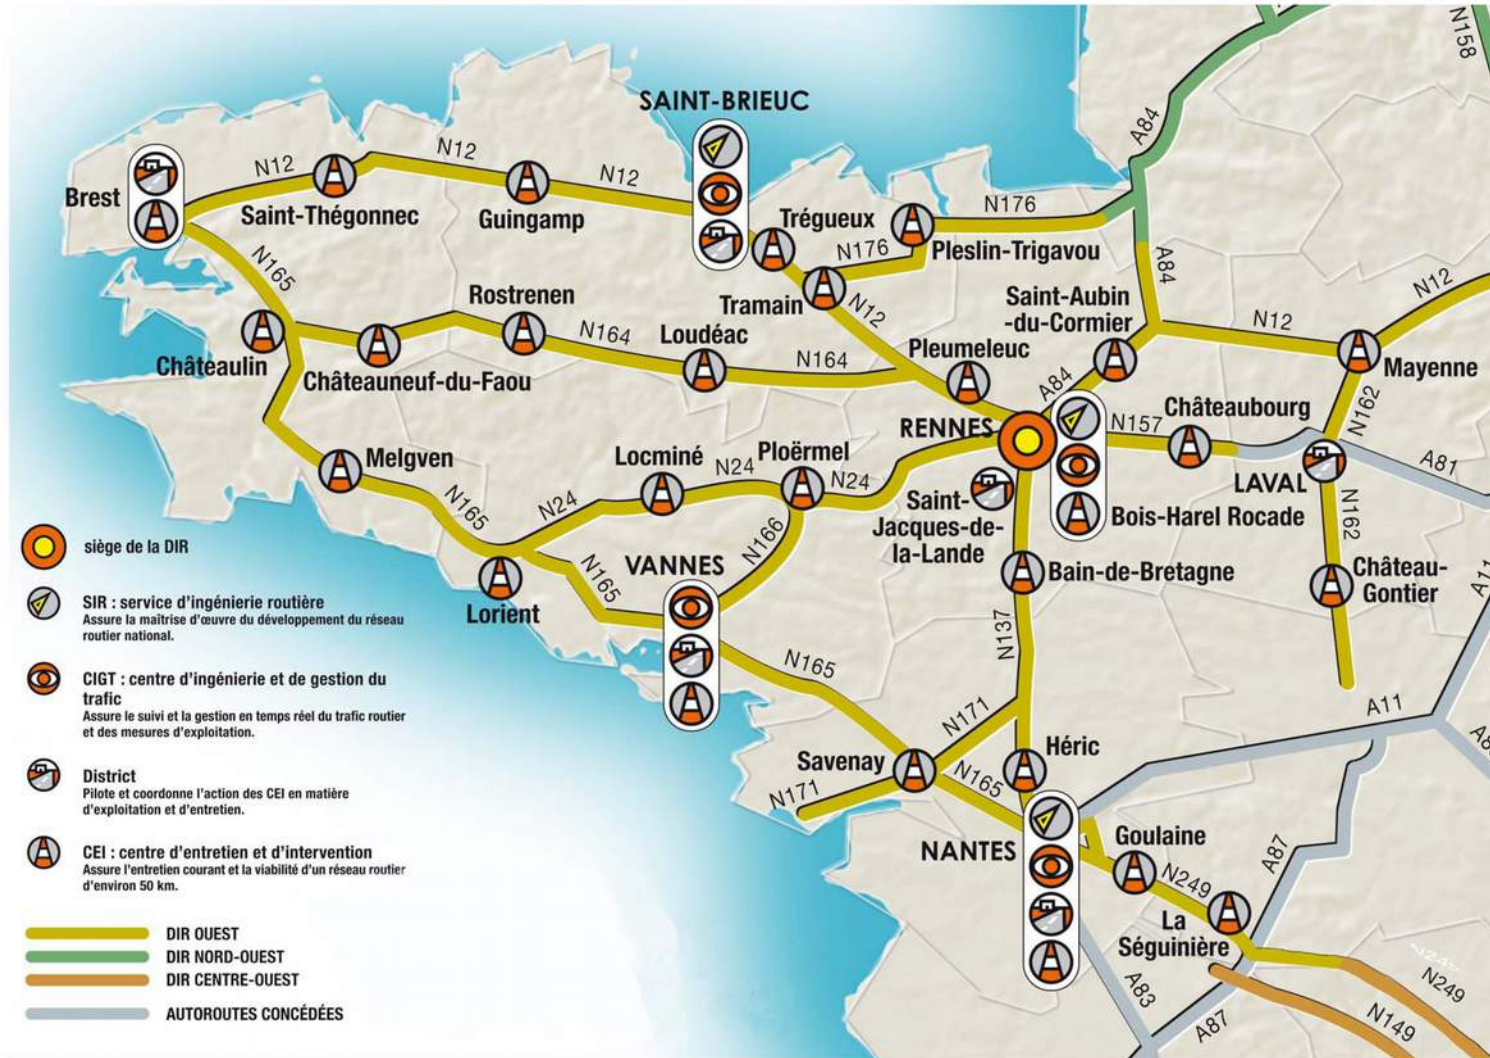 N158
SAINT-BRIEUC
A84
N12
N12
N12
Brest
Saint-Thégonnec
Guingamp
Trégueux
N176
N176
Pleslin-Trigavou
A84
N165
Rostrenen
Tramain
N12
Saint-Aubin
-du-Cormier
N12
N12
Châteaulin
Châteauneuf-du-Faou
N164
Loudéac
N164
Pleumeleuc
A84
Mayenne
N162
Châteaubourg
RENNES
N157
A81
Melgven
Locminé
Ploërmel
N24
N24
N24
LAVAL
N165
Saint-
Jacques-de-
la-Lande
Bois-Harel Rocade
N162
N166
VANNES
N165
Lorient
Bain-de-Bretagne
Château-
Gontier
A11
N137
N165
N171
A11
Savenay
Héric
N171
N165
NANTES
Goulaine
A87
N249
La
Séguinière
A83
A87
N249
N149
siège de la DIR
SIR : service d'ingénierie routière
Assure la maîtrise d'œuvre du développement du réseau
routier national.
CIGT : centre d'ingénierie et de gestion du
trafic
Assure le suivi et la gestion en temps réel du trafic routier
et des mesures d'exploitation.
District
Pilote et coordonne l'action des CEI en matière
d'exploitation et d'entretien.
CEI : centre d'entretien et d'intervention
Assure l'entretien courant et la viabilité d'un réseau routier
d'environ 50 km.
DIR OUEST
DIR NORD-OUEST
DIR CENTRE-OUEST
AUTOROUTES CONCÉDÉES